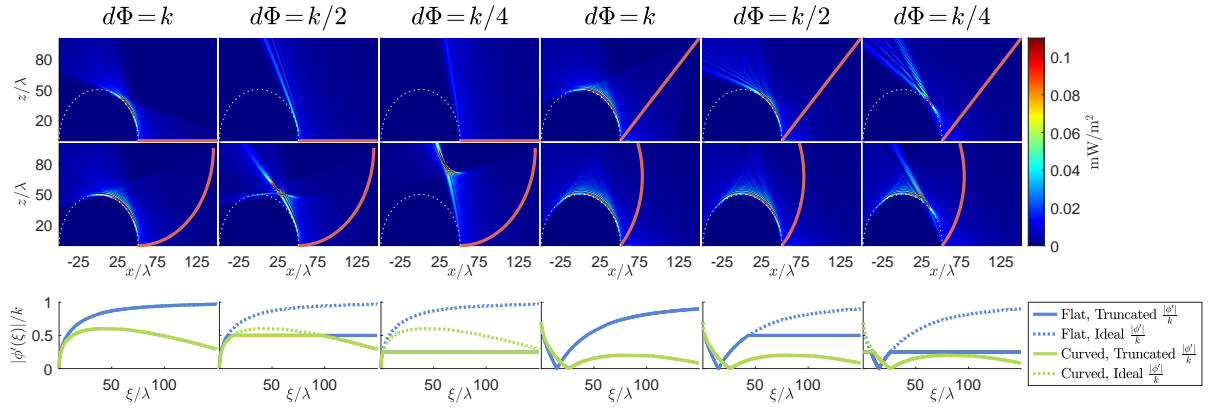 dΦ=k dΦ=k/2 dΦ=k/4 dΦ=k dΦ=k/2 dΦ=k/4
z/λ 80 50 20
0.1 0.08 0.06 0.04 0.02 0
mW/m²
z/λ 80 50 20
-25 25 75 125 -25 25 75 125 -25 25 75 125 -25 25 75 125 -25 25 75 125 -25 25 75 125
x/λ x/λ x/λ x/λ x/λ x/λ
|ϕ′(ξ)|/k 1 0.5 0
50 100 50 100 50 100 50 100 50 100 50 100
ξ/λ ξ/λ ξ/λ ξ/λ ξ/λ ξ/λ
Flat, Truncated |ϕ′|/k
Flat, Ideal |ϕ′|/k
Curved, Truncated |ϕ′|/k
Curved, Ideal |ϕ′|/k